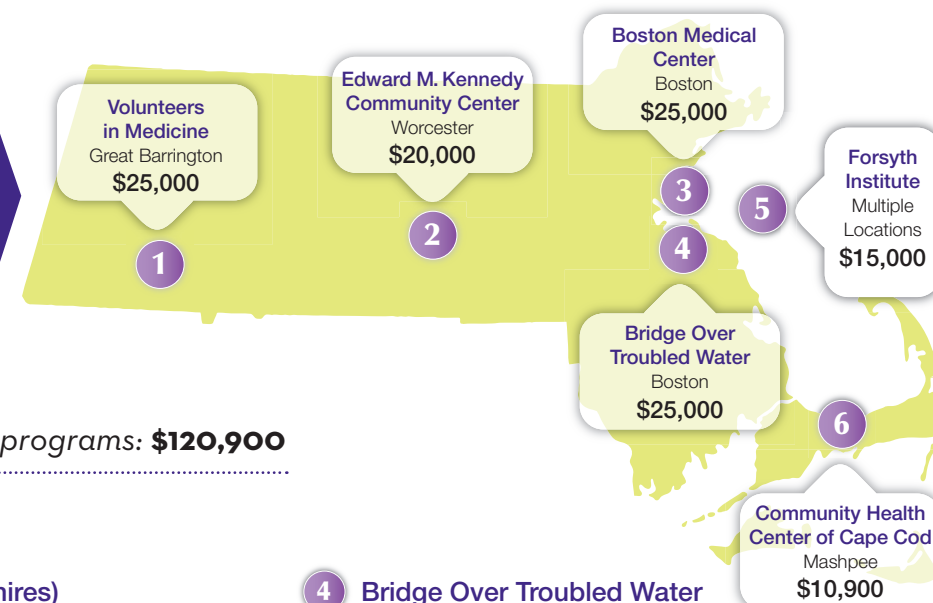 Volunteers
in Medicine
Great Barrington
$25,000
1
Edward M. Kennedy
Community Center
Worcester
$20,000
2
Boston Medical
Center
Boston
$25,000
3
4
Bridge Over
Troubled Water
Boston
$25,000
5
Forsyth
Institute
Multiple
Locations
$15,000
6
Community Health
Center of Cape Cod
Mashpee
$10,900
programs: $120,900
hires)
4 Bridge Over Troubled Water